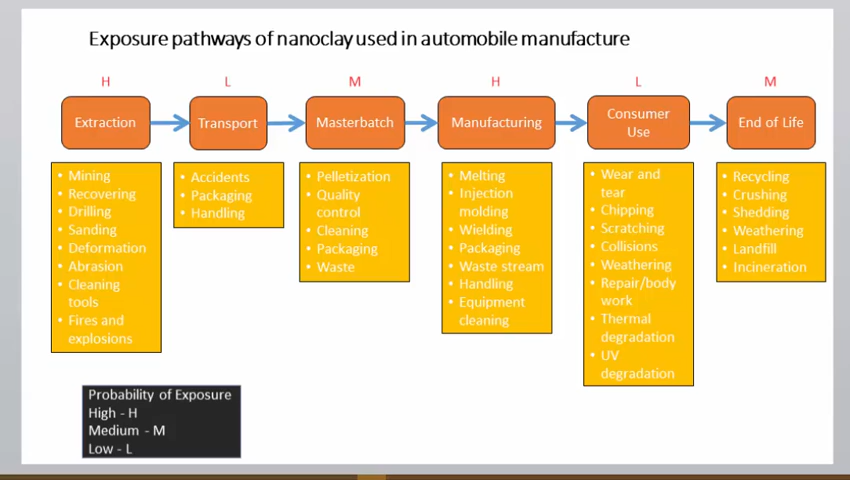 Exposure pathways of nanoclay used in automobile manufacture
H
L
M
H
L
M
Extraction
Transport
Masterbatch
Manufacturing
Consumer
Use
End of Life
• Mining
• Recovering
• Drilling
• Sanding
• Deformation
• Abrasion
• Cleaning
tools
• Fires and
explosions
• Accidents
• Packaging
• Handling
• Pelletization
• Quality
control
• Cleaning
• Packaging
• Waste
• Melting
• Injection
molding
• Wielding
• Packaging
• Waste stream
• Handling
• Equipment
cleaning
• Wear and
tear
• Chipping
• Scratching
• Collisions
• Weathering
• Repair/body
work
• Thermal
degradation
• UV
degradation
• Recycling
• Crushing
• Shedding
• Weathering
• Landfill
• Incineration
Probability of Exposure
High - H
Medium - M
Low - L